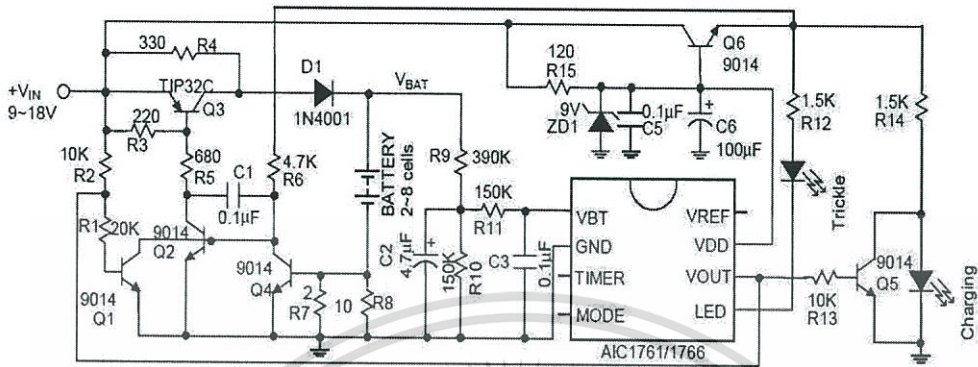 330
R4
TIP32C
Q3
+VIN
9~18V
220
R3
10K
R2
680
R5
C1
0.1µF
4.7K
R6
R1
20K
9014
Q2
9014
Q1
9014
Q4
D1
1N4001
VBAT
BATTERY
2~8 cells
2
R7
10
R8
R9
390K
150K
R11
C2
4.7µF
150K
R10
C3
0.1µF
120
R15
9V
ZD1
0.1µF
C5
C6
100µF
Q6
9014
1.5K
R12
1.5K
R14
Trickle
VBT
GND
TIMER
MODE
VREF
VDD
VOUT
LED
AIC1761/1766
10K
R13
9014
Q5
Charging